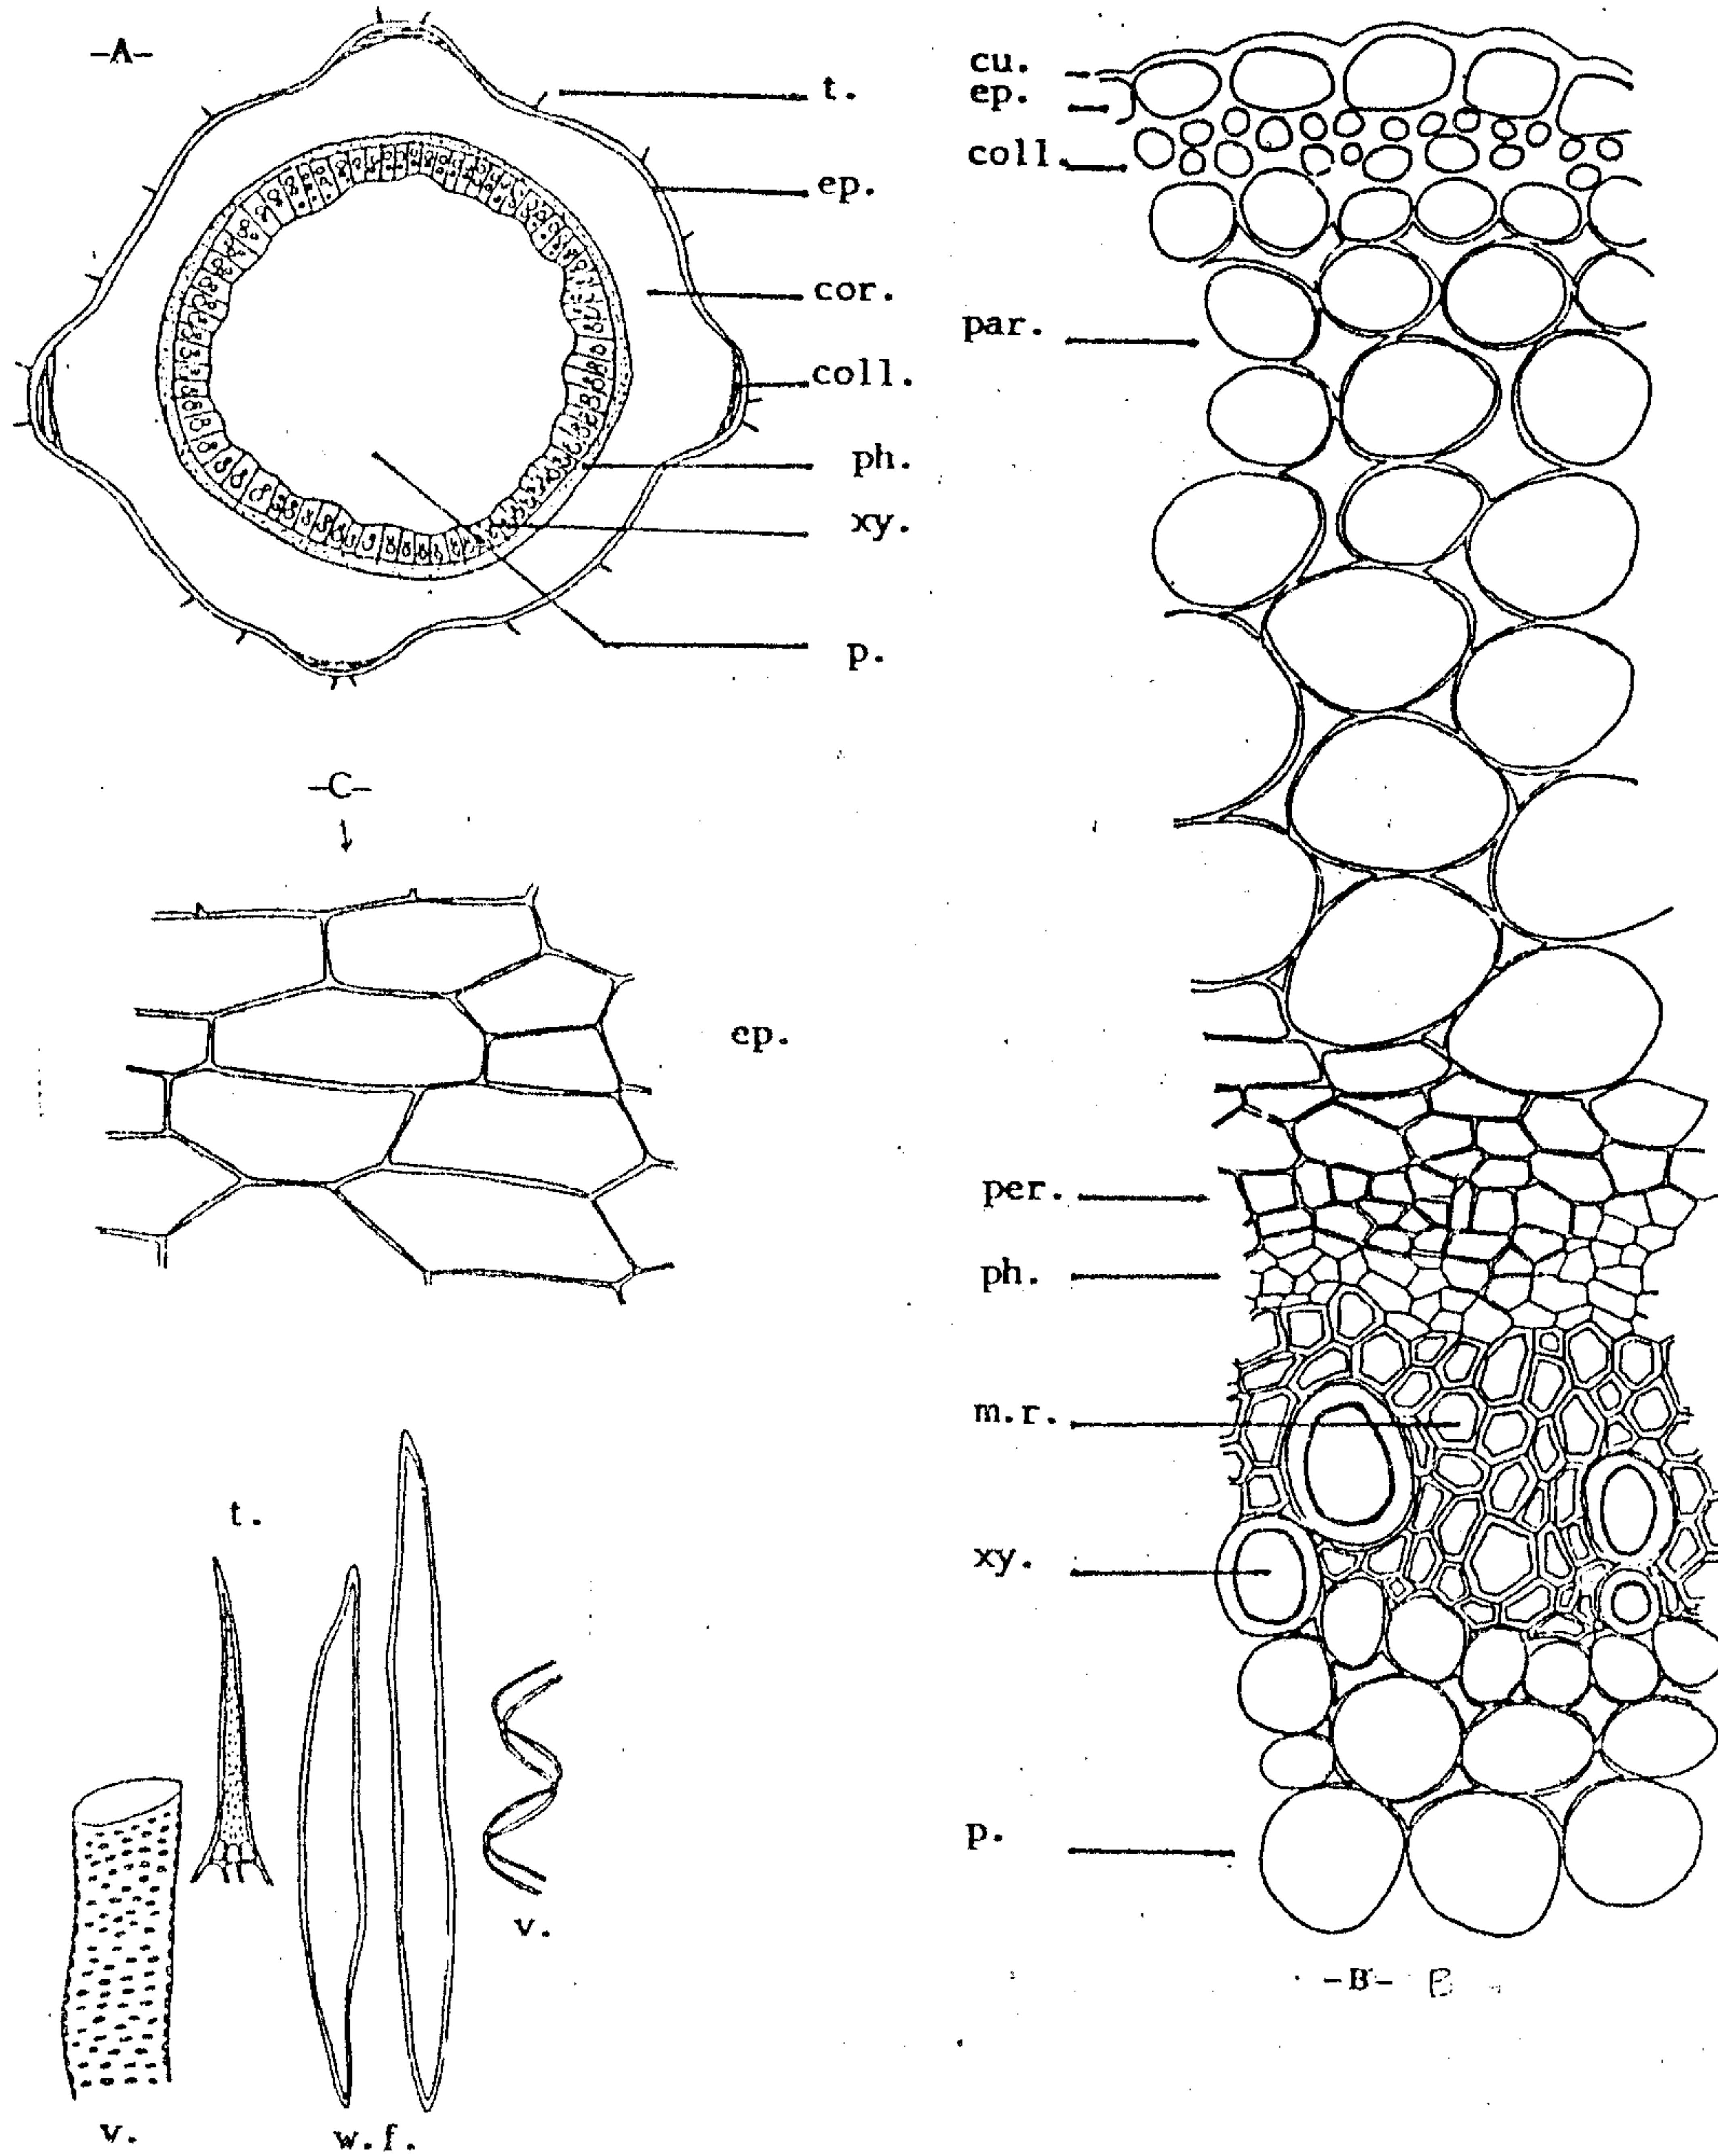 -A-
t.
ep.
cor.
coll.
ph.
xy.
p.
-C-
ep.
t.
v.
v.
w.f.
cu.
ep.
coll.
par.
per.
ph.
m.r.
xy.
p.
-B- B